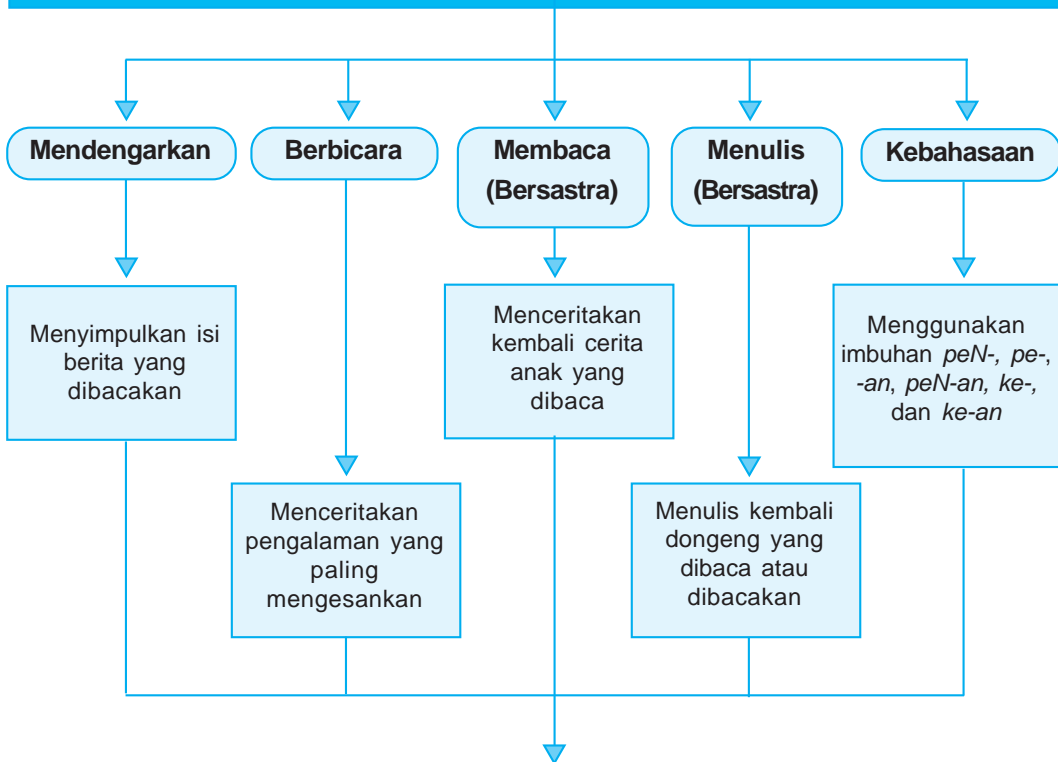 Mendengarkan
Berbicara
Membaca
(Bersastra)
Menulis
(Bersastra)
Kebahasaan
Menyimpulkan isi
berita yang
dibacakan
Menceritakan
pengalaman yang
paling
mengesankan
Menceritakan
kembali cerita
anak yang
dibaca
Menulis kembali
dongeng yang
dibaca atau
dibacakan
Menggunakan
imbuhan peN-, pe-,
-an, peN-an, ke-,
dan ke-an